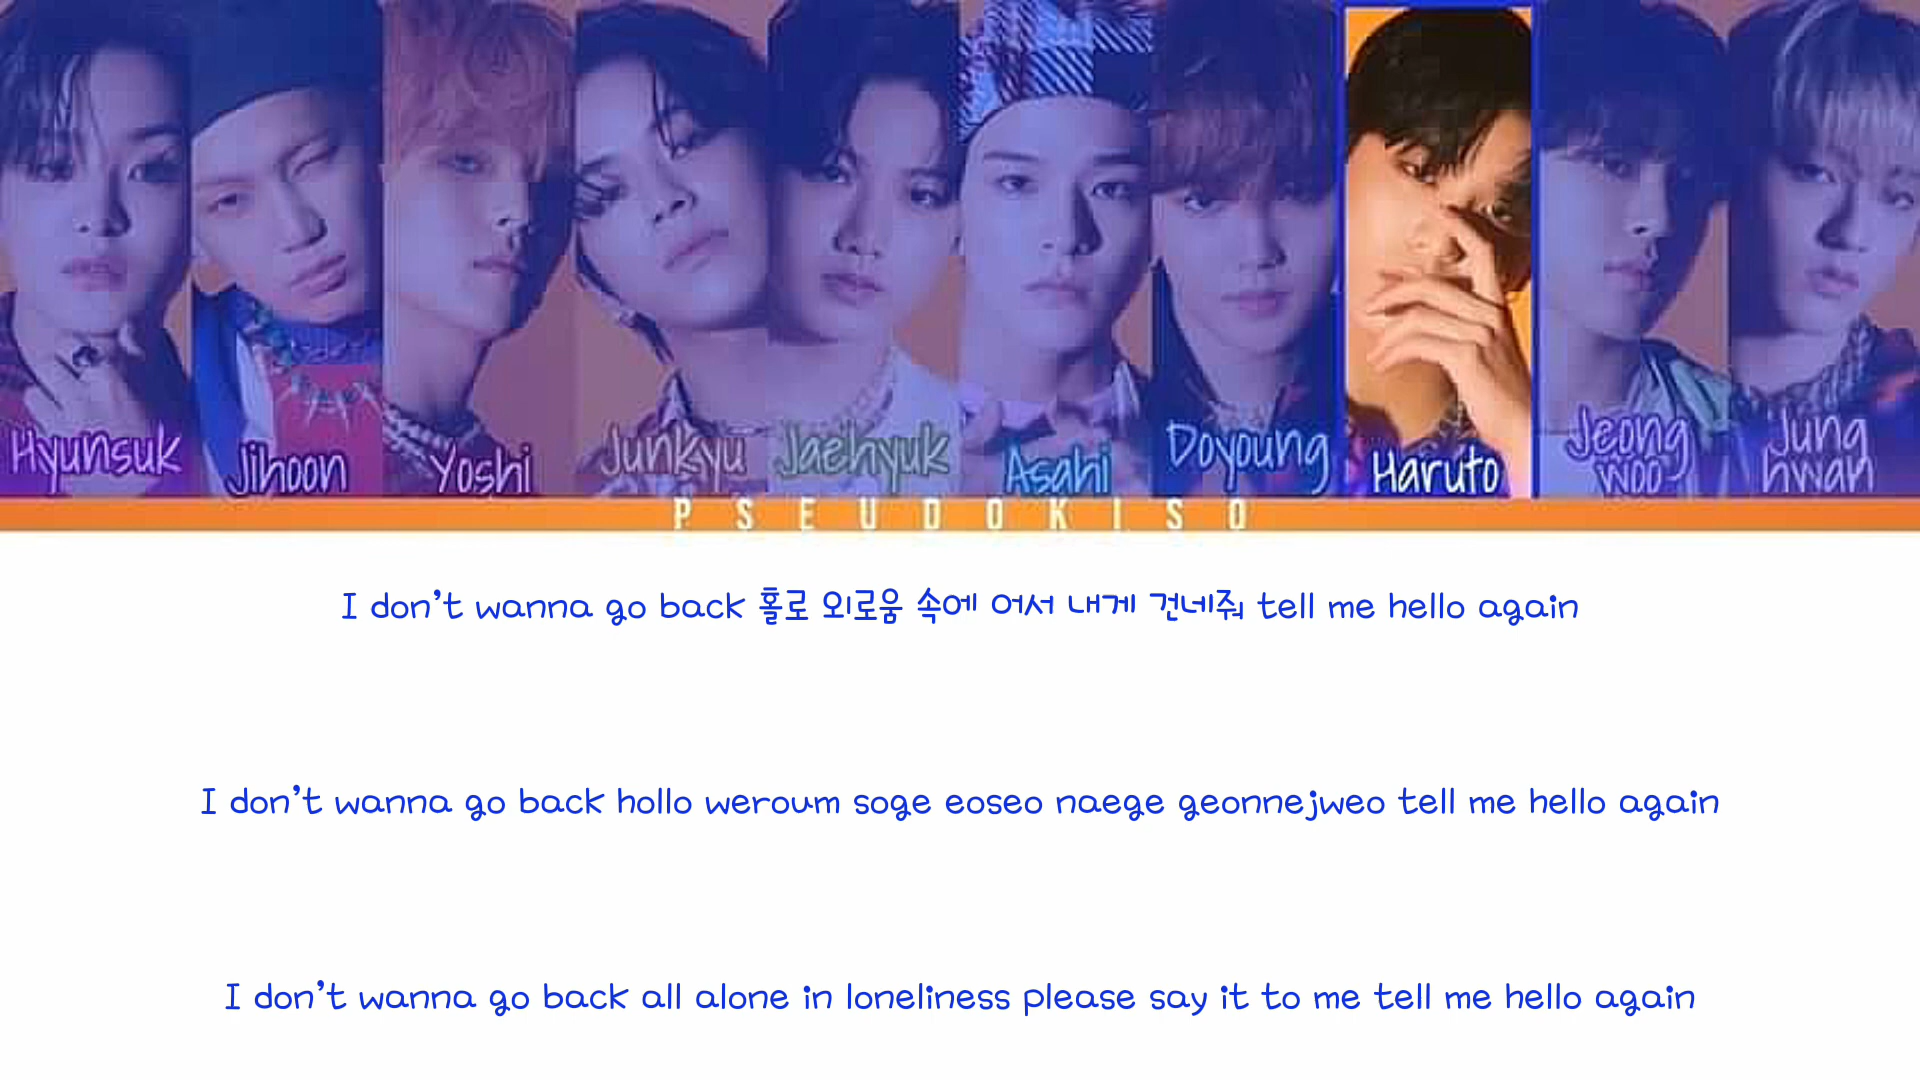 Hyunsuk Jihoon Yoshi Junkyu Jaehyuk Asahi Doyoung Haruto Jeong woo Jung hwan
PSEUDOKISO
I don't wanna go back 홀로 외로움 속에 어서 내게 건네줘 tell me hello again
I don't wanna go back hollo weroum soge eoseo naege geonnejweo tell me hello again
I don't wanna go back all alone in loneliness please say it to me tell me hello again